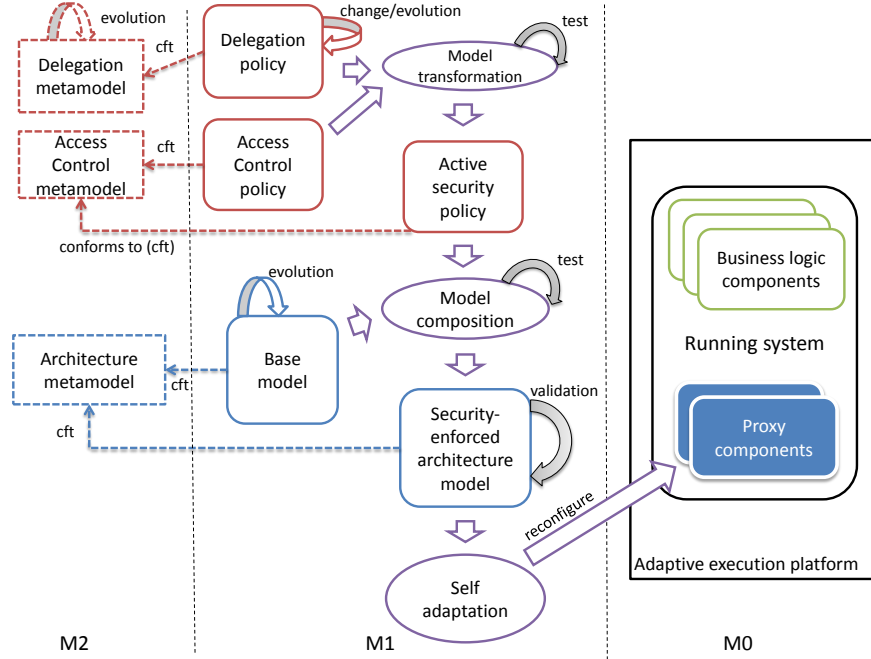 evolution
cft
Delegation
metamodel
Delegation
policy
change/evolution
Model
transformation
test
Access
Control
metamodel
cft
Access
Control
policy
Active
security
policy
conforms to (cft)
evolution
Model
composition
test
Architecture
metamodel
cft
Base
model
cft
Security-
enforced
architecture
model
validation
reconfigure
Self
adaptation
Business logic
components
Running system
Proxy
components
Adaptive execution platform
M2
M1
M0